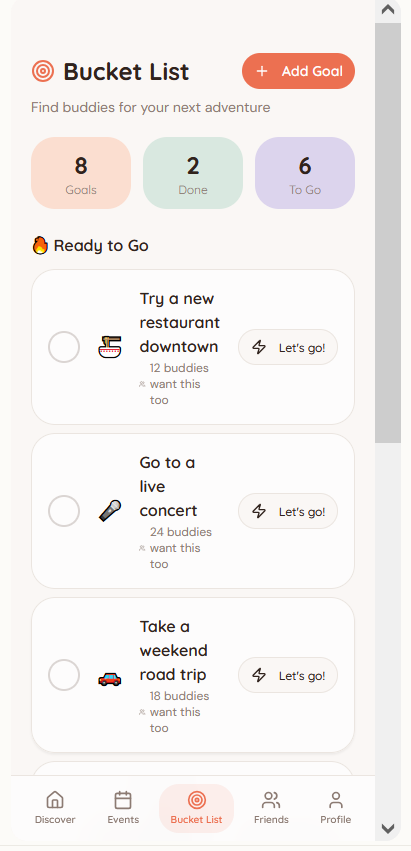 Bucket List
Add Goal
Find buddies for your next adventure
8
Goals
2
Done
6
To Go
Ready to Go
Try a new
restaurant
downtown
12 buddies
want this
too
Let's go!
Go to a
live
concert
24 buddies
want this
too
Let's go!
Take a
weekend
road trip
18 buddies
want this
too
Let's go!
Discover
Events
Bucket List
Friends
Profile